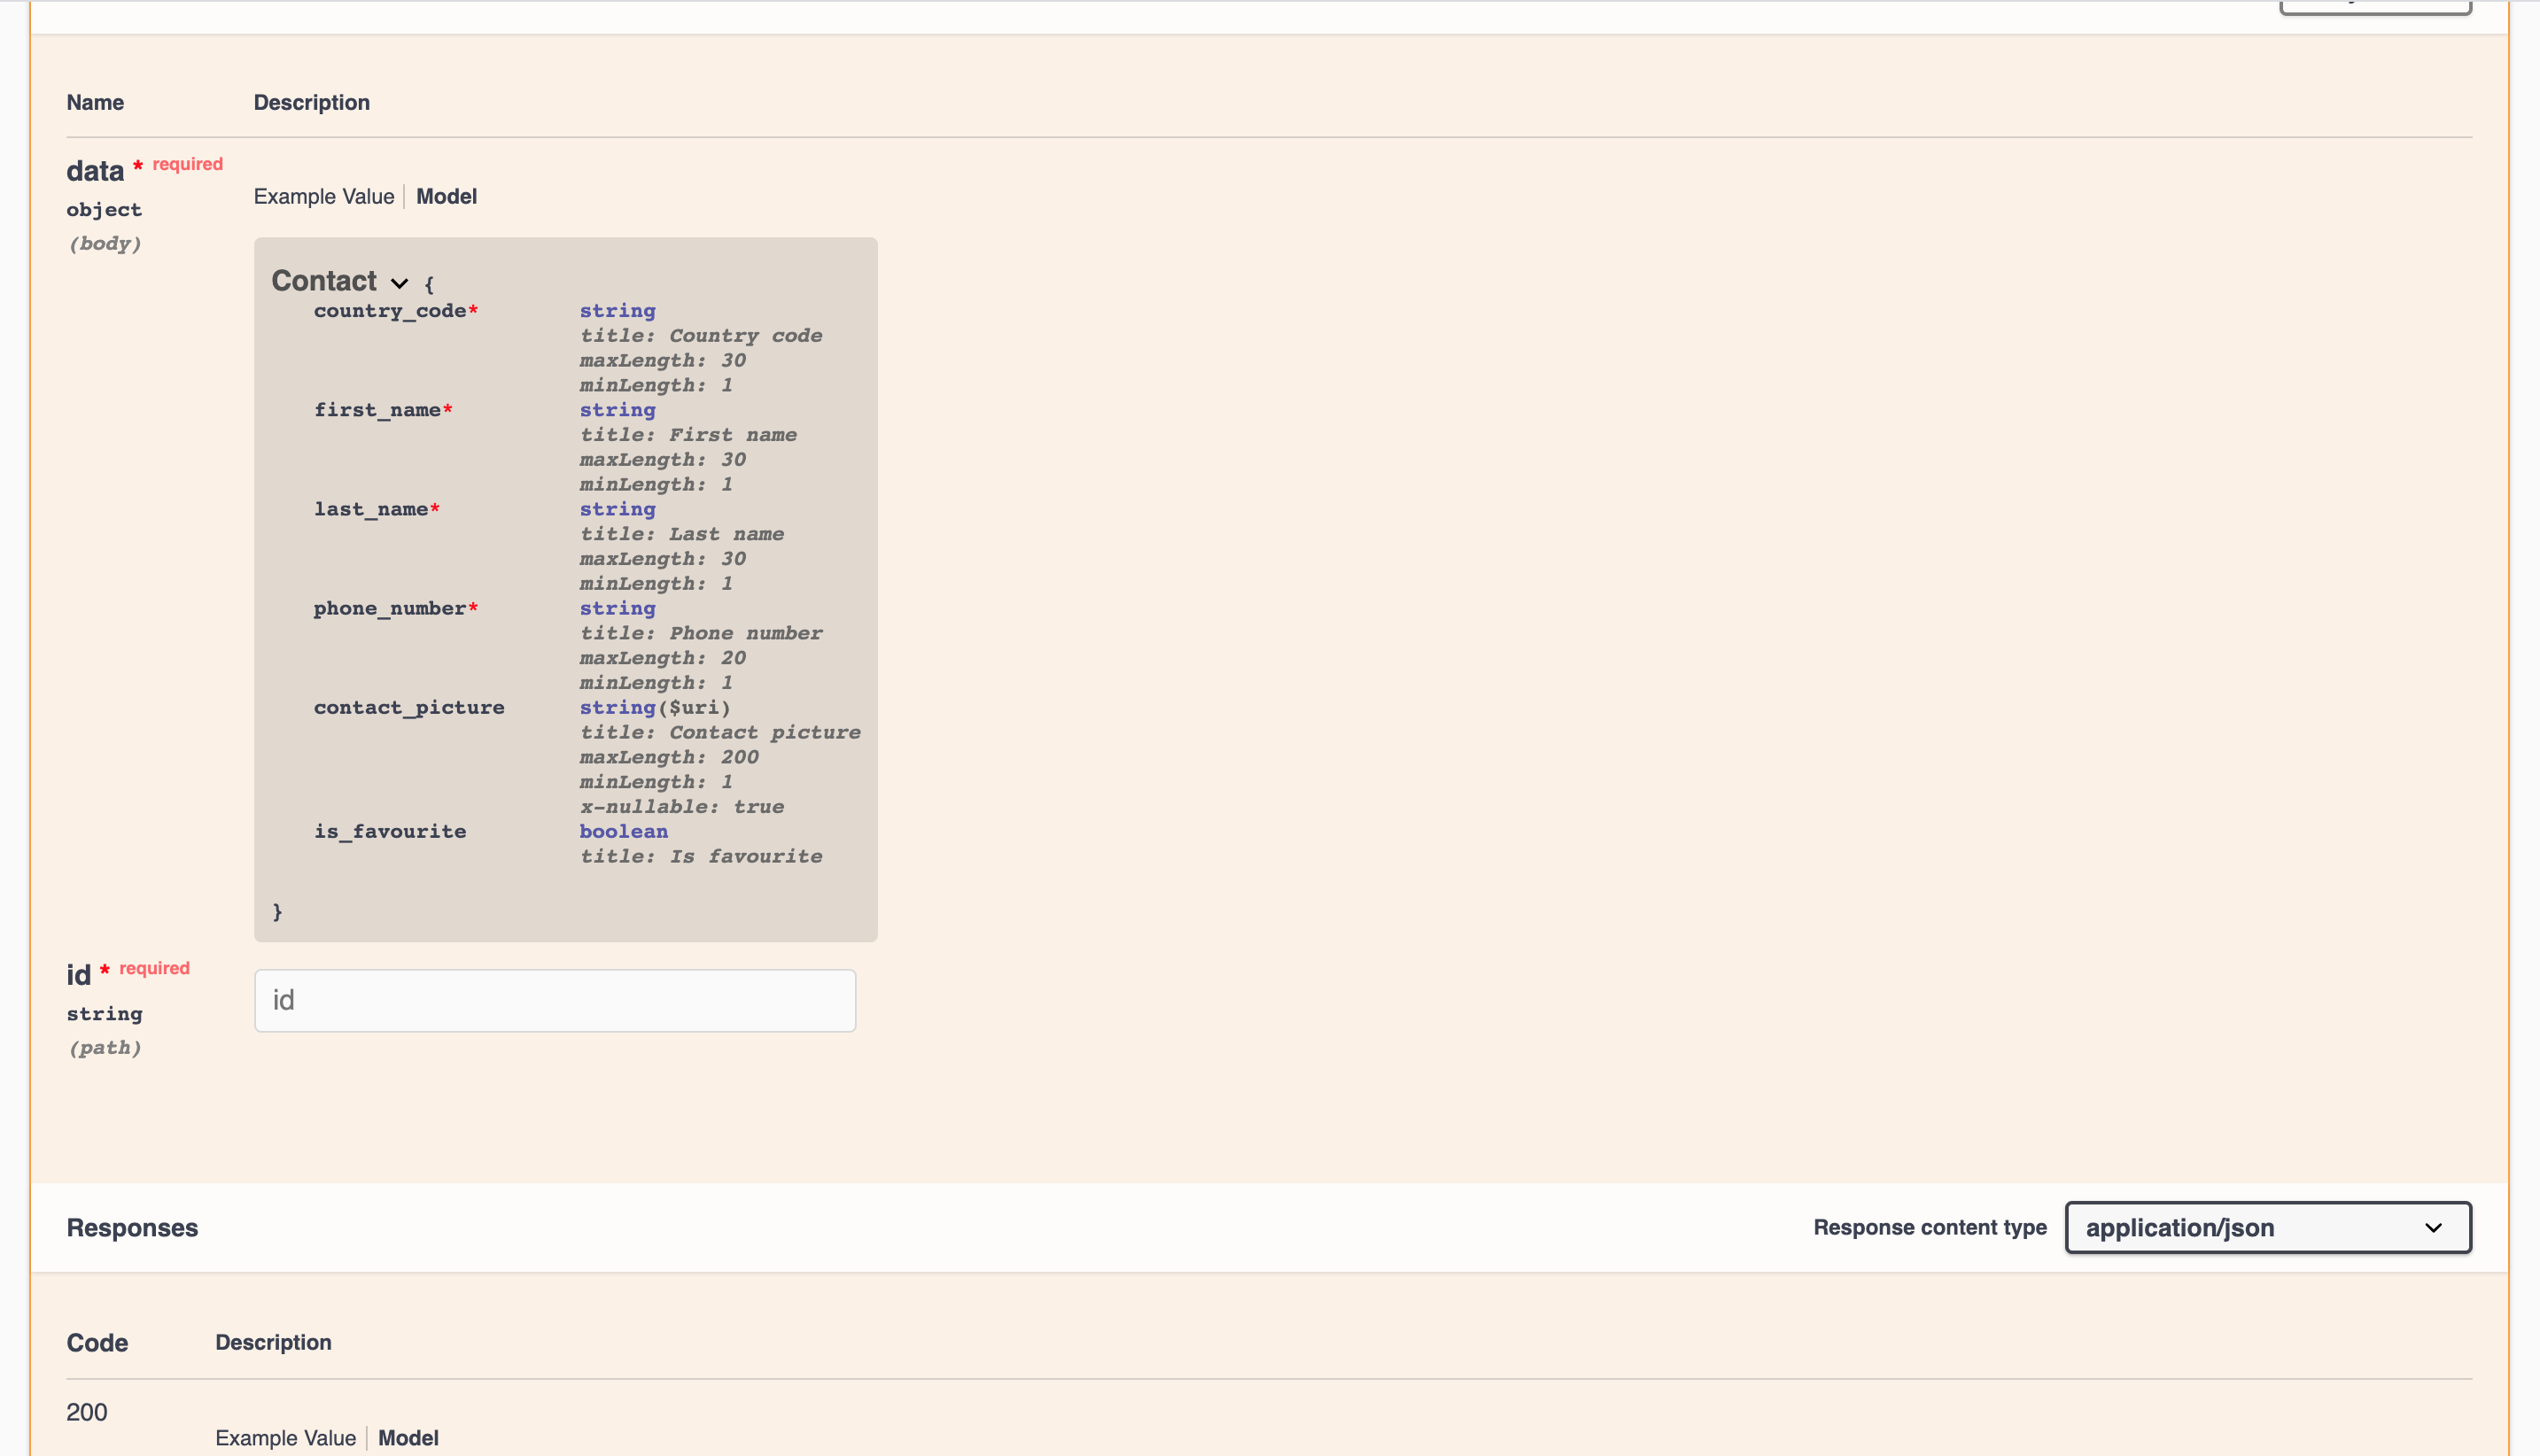 Name Description
data * required
object
(body)
Example Value Model
Contact {
country_code* string
title: Country code
maxLength: 30
minLength: 1
first_name* string
title: First name
maxLength: 30
minLength: 1
last_name* string
title: Last name
maxLength: 30
minLength: 1
phone_number* string
title: Phone number
maxLength: 20
minLength: 1
contact_picture string($uri)
title: Contact picture
maxLength: 200
minLength: 1
x-nullable: true
is_favourite boolean
title: Is favourite
}
id * required
string
(path)
id
Responses Response content type application/json
Code Description
200
Example Value Model